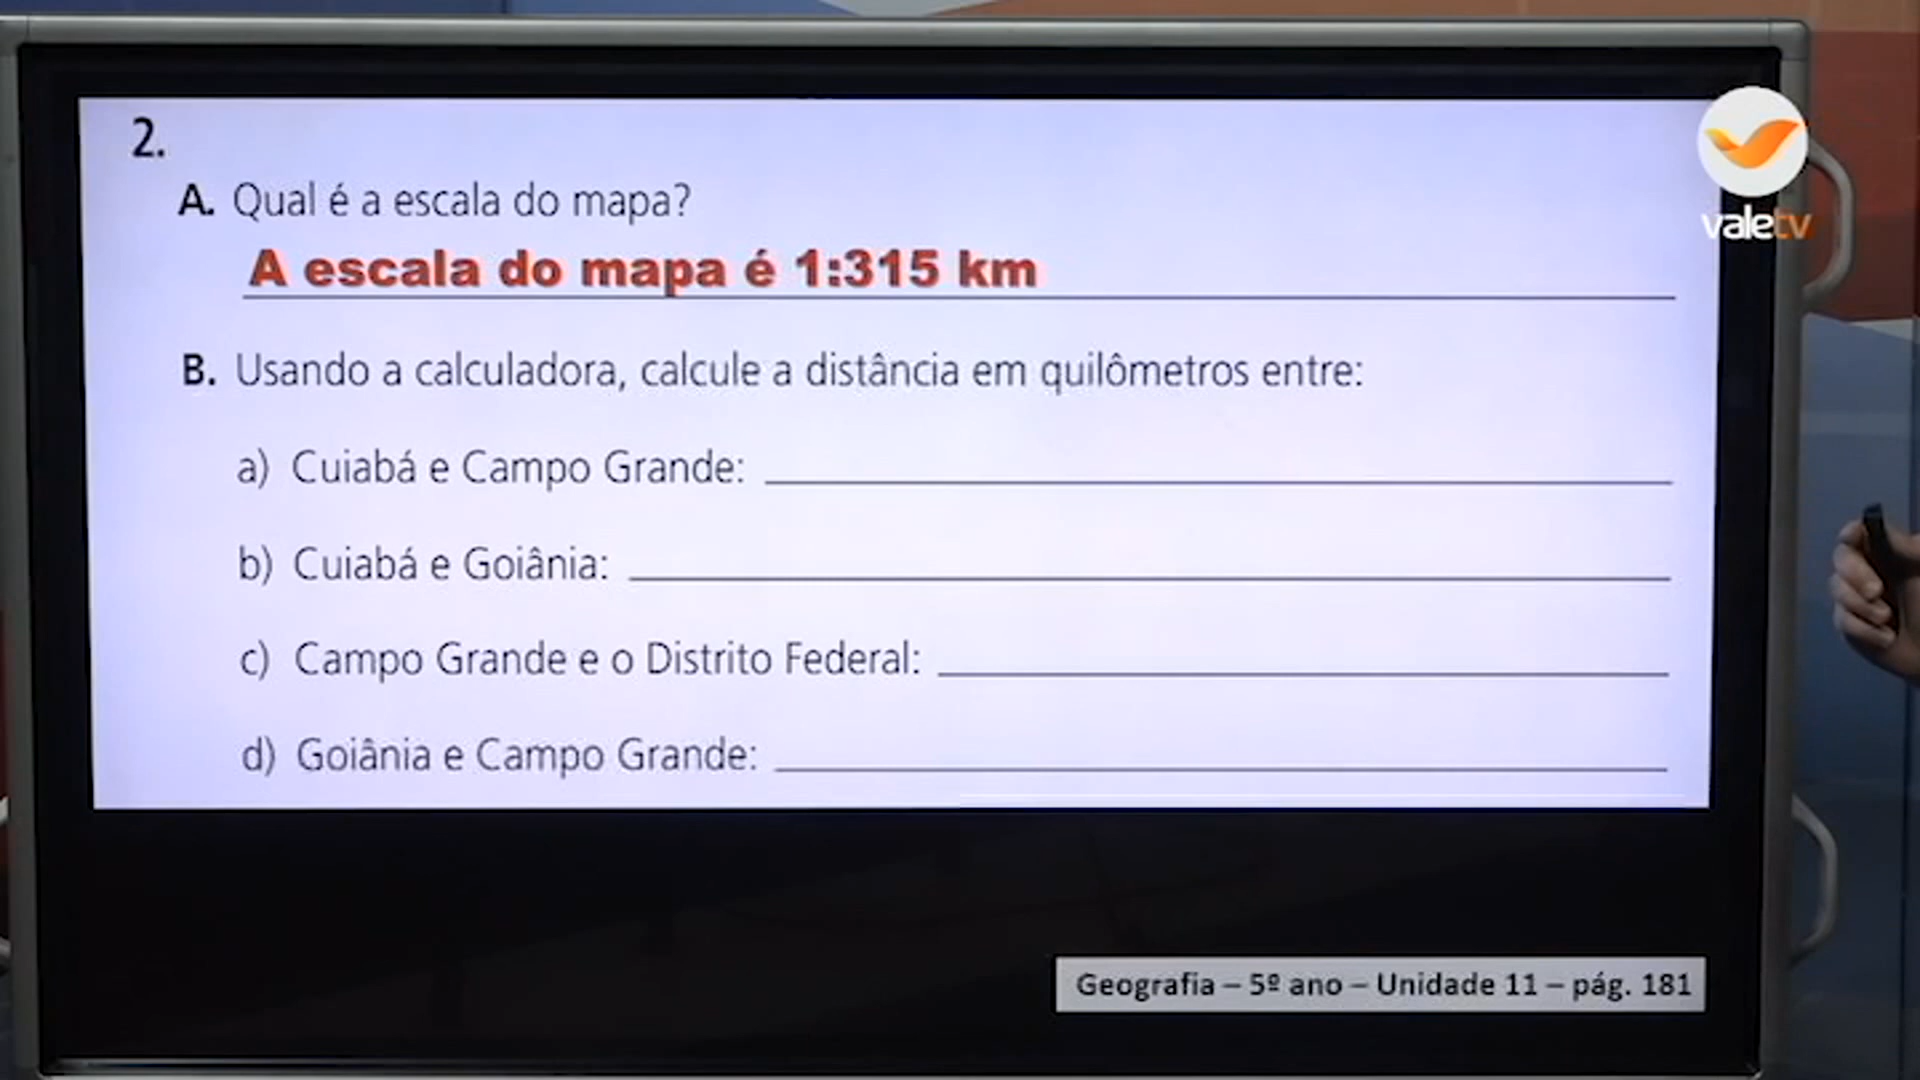 2.
A. Qual é a escala do mapa?
A escala do mapa é 1:315 km
B. Usando a calculadora, calcule a distância em quilômetros entre:
a) Cuiabá e Campo Grande:
b) Cuiabá e Goiânia:
c) Campo Grande e o Distrito Federal:
d) Goiânia e Campo Grande:
Geografia – 5º ano – Unidade 11 – pág. 181
valetv